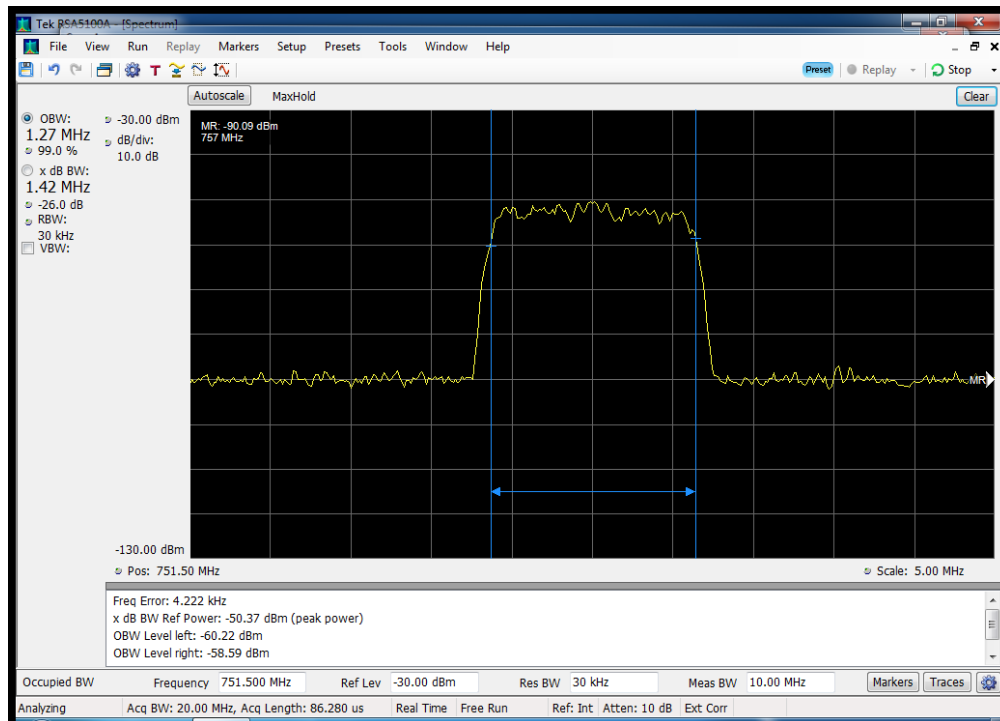 Tek RSA5100A - [Spectrum]
File View Run Replay Markers Setup Presets Tools Window Help
Preset Replay Stop
Autoscale MaxHold Clear
OBW:
1.27 MHz
99.0 %
x dB BW:
1.42 MHz
-26.0 dB
RBW:
30 kHz
VBW:
-30.00 dBm
dB/div:
10.0 dB
MR: -90.09 dBm
757 MHz
MR
-130.00 dBm
Pos: 751.50 MHz Scale: 5.00 MHz
Freq Error: 4.222 kHz
x dB BW Ref Power: -50.37 dBm (peak power)
OBW Level left: -60.22 dBm
OBW Level right: -58.59 dBm
Occupied BW Frequency 751.500 MHz Ref Lev -30.00 dBm Res BW 30 kHz Meas BW 10.00 MHz Markers Traces
Analyzing Acq BW: 20.00 MHz, Acq Length: 86.280 us Real Time Free Run Ref: Int Atten: 10 dB Ext Corr